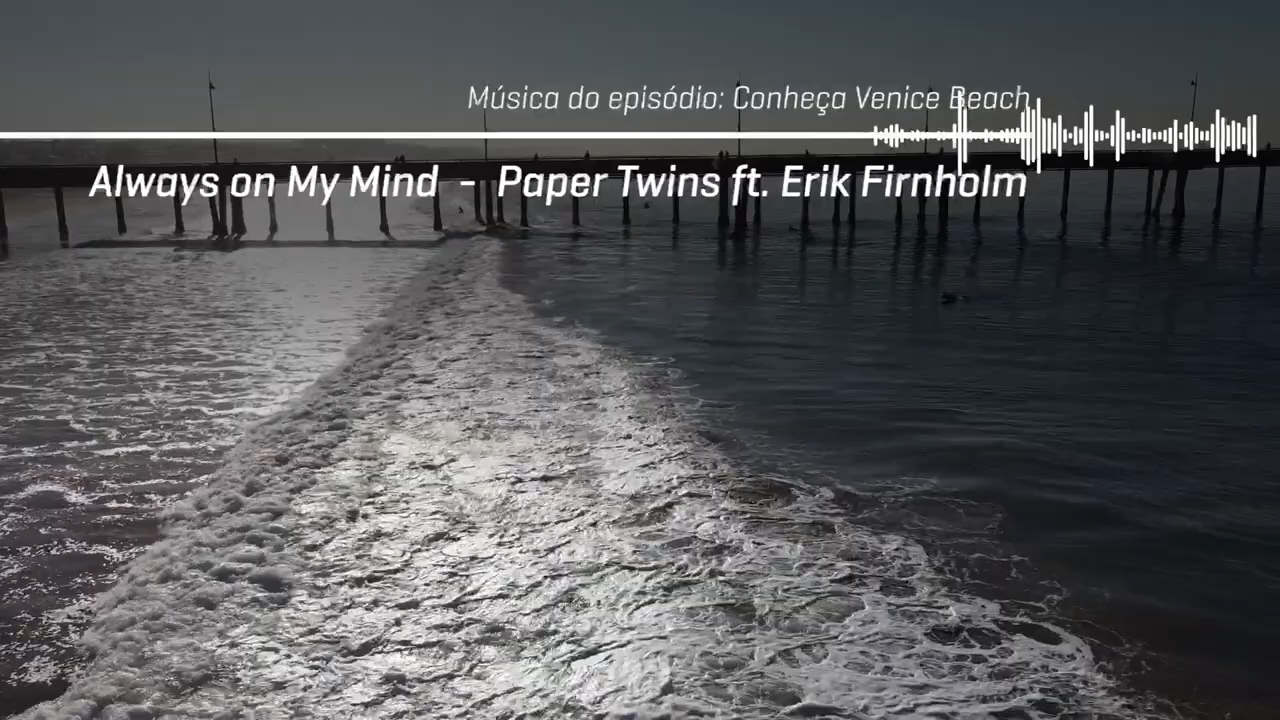 Música do episódio: Conheça Venice Beach
Always on My Mind - Paper Twins ft. Erik Firnholm